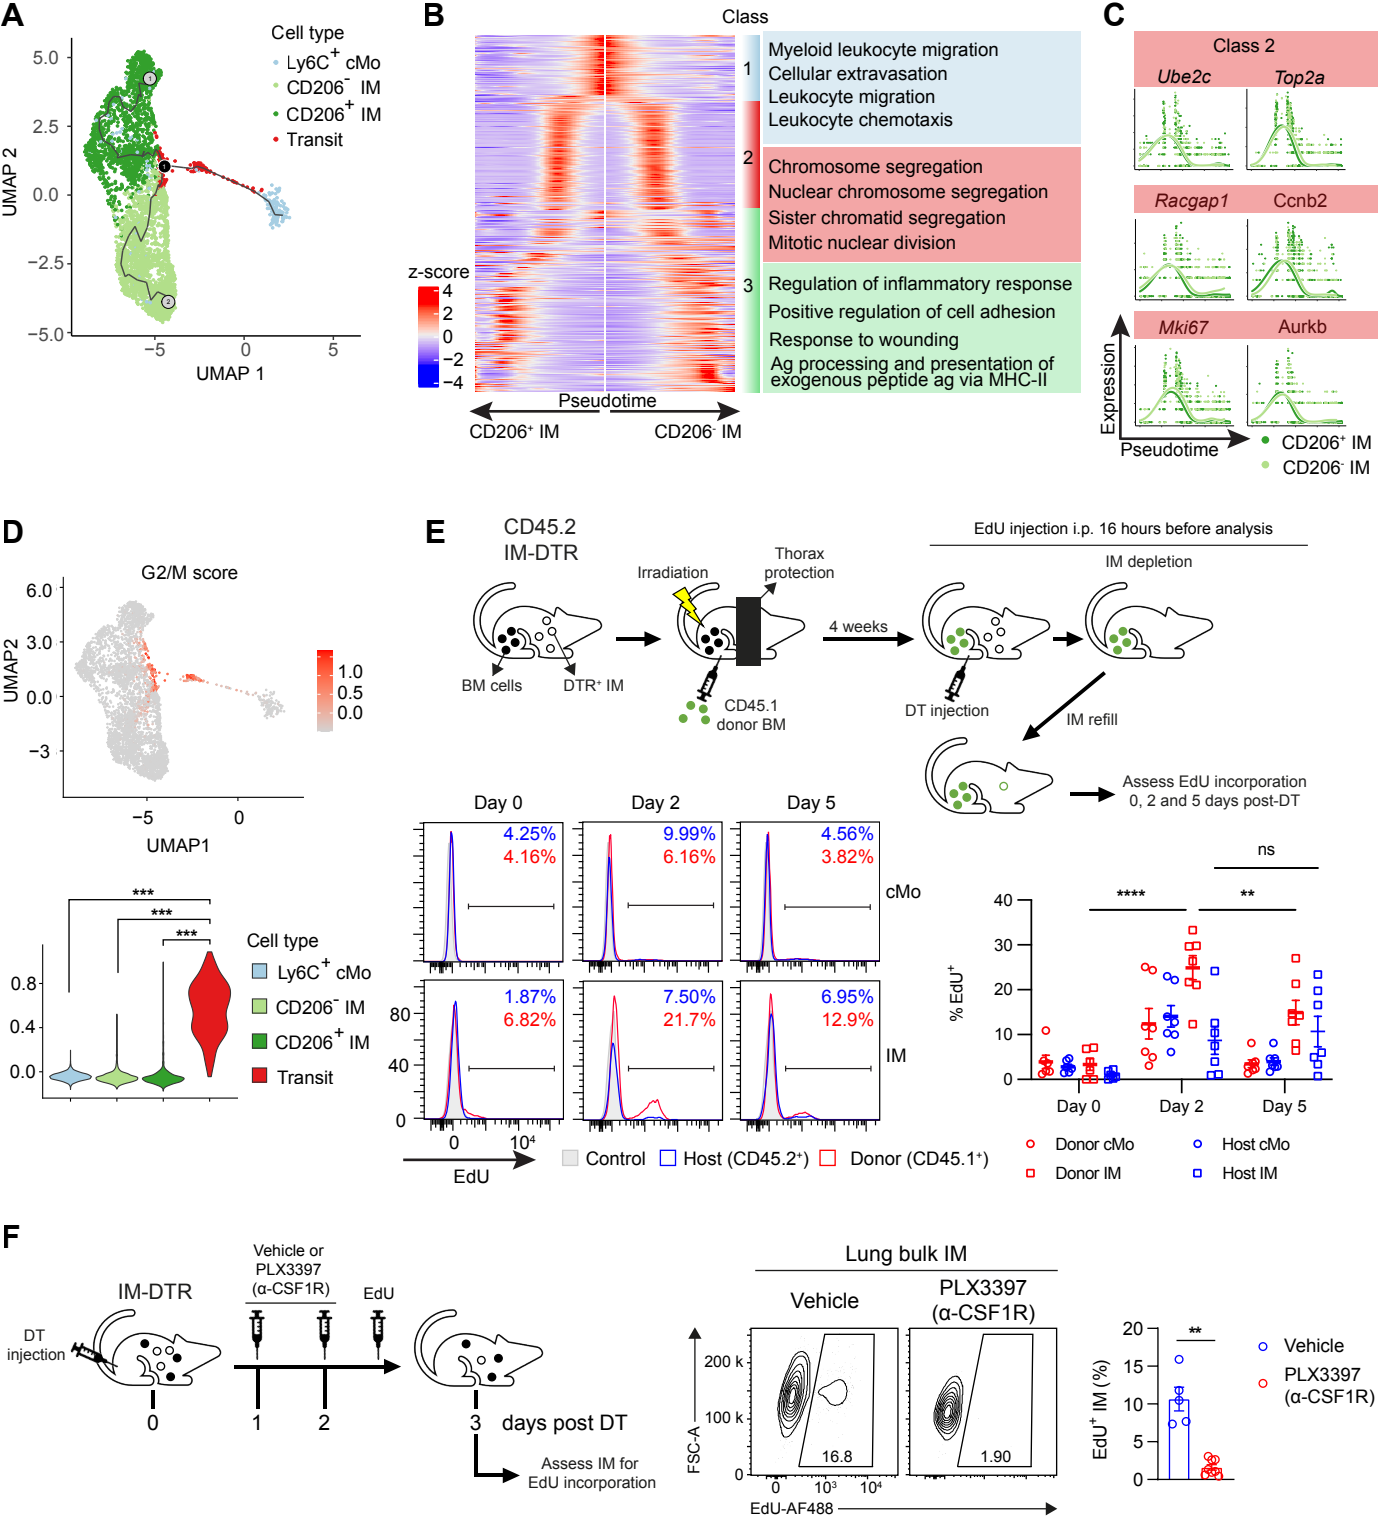 A
Cell type
Ly6C+ cMo
CD206- IM
CD206+ IM
Transit
5.0
2.5
0.0
−2.5
−5.0
UMAP 2
1
1
2
−5
0
5
UMAP 1
B
Class
1
2
3
Myeloid leukocyte migration
Cellular extravasation
Leukocyte migration
Leukocyte chemotaxis
Chromosome segregation
Nuclear chromosome segregation
Sister chromatid segregation
Mitotic nuclear division
Regulation of inflammatory response
Positive regulation of cell adhesion
Response to wounding
Ag processing and presentation of
exogenous peptide ag via MHC-II
z-score
4
2
0
−2
−4
Pseudotime
CD206+ IM
CD206- IM
C
Class 2
Ube2c
Top2a
Racgap1
Ccnb2
Mki67
Aurkb
Expression
Pseudotime
CD206+ IM
CD206- IM
D
G2/M score
6.0
3.0
0.0
−3
UMAP2
−5
0
UMAP1
1.0
0.5
0.0
***
***
***
0.8
0.4
0.0
Cell type
Ly6C+ cMo
CD206- IM
CD206+ IM
Transit
E
CD45.2
IM-DTR
BM cells
DTR+ IM
Irradiation
Thorax
protection
CD45.1
donor BM
4 weeks
EdU injection i.p. 16 hours before analysis
IM depletion
DT injection
IM refill
Assess EdU incorporation
0, 2 and 5 days post-DT
Day 0
Day 2
Day 5
4.25%
4.16%
9.99%
6.16%
4.56%
3.82%
cMo
1.87%
6.82%
7.50%
21.7%
6.95%
12.9%
IM
80
40
0
0
10⁴
EdU
Control
Host (CD45.2+)
Donor (CD45.1+)
ns
****
**
40
30
20
10
0
% EdU+
Day 0
Day 2
Day 5
Donor cMo
Host cMo
Donor IM
Host IM
F
IM-DTR
DT
injection
Vehicle or
PLX3397
(α-CSF1R)
EdU
0
1
2
3
days post DT
Assess IM for
EdU incorporation
Lung bulk IM
Vehicle
PLX3397
(α-CSF1R)
200 k
100 k
0
FSC-A
16.8
1.90
0
10³
10⁴
EdU-AF488
20
15
10
5
0
EdU+ IM (%)
**
Vehicle
PLX3397
(α-CSF1R)